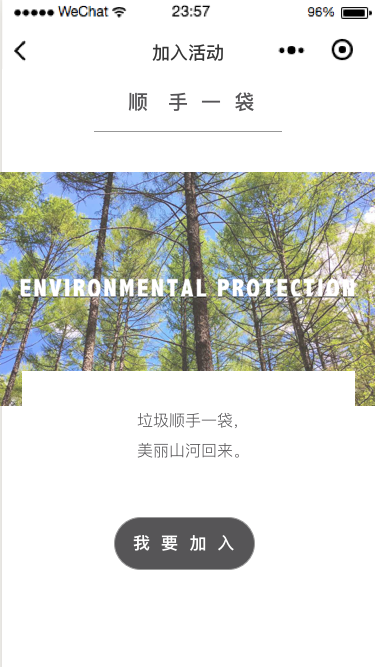 WeChat 23:57 96%
加入活动
顺 手 一 袋
ENVIRONMENTAL PROTECTION
垃圾顺手一袋,
美丽山河回来。
我 要 加 入